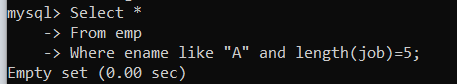 mysql> Select *
-> From emp
-> Where ename like "A" and length(job)=5;
Empty set (0.00 sec)